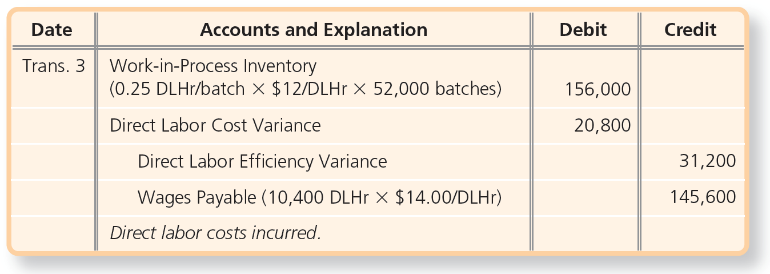 Date Accounts and Explanation Debit Credit
Trans. 3 Work-in-Process Inventory
(0.25 DLHr/batch × $12/DLHr × 52,000 batches) 156,000
Direct Labor Cost Variance 20,800
Direct Labor Efficiency Variance 31,200
Wages Payable (10,400 DLHr × $14.00/DLHr) 145,600
Direct labor costs incurred.